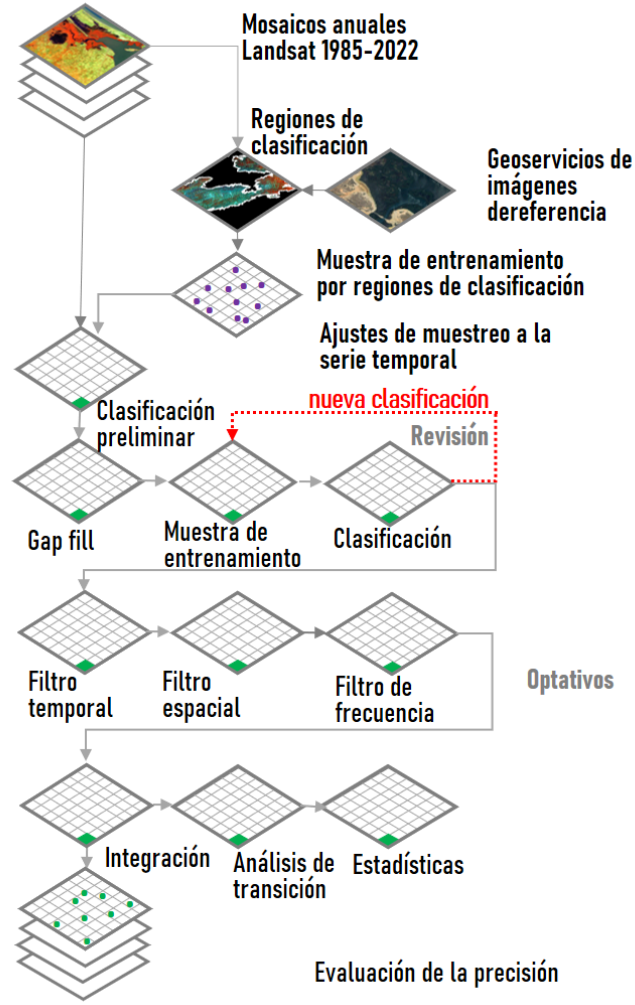 Mosaicos anuales
Landsat 1985-2022
Regiones de
clasificación
Geoservicios de
imágenes
dereferencia
Muestra de entrenamiento
por regiones de clasificación
Ajustes de muestreo a la
serie temporal
nueva clasificación
Revisión
Clasificación
preliminar
Gap fill
Muestra de
entrenamiento
Clasificación
Filtro
temporal
Filtro
espacial
Filtro de
frecuencia
Optativos
Integración
Análisis de
transición
Estadísticas
Evaluación de la precisión